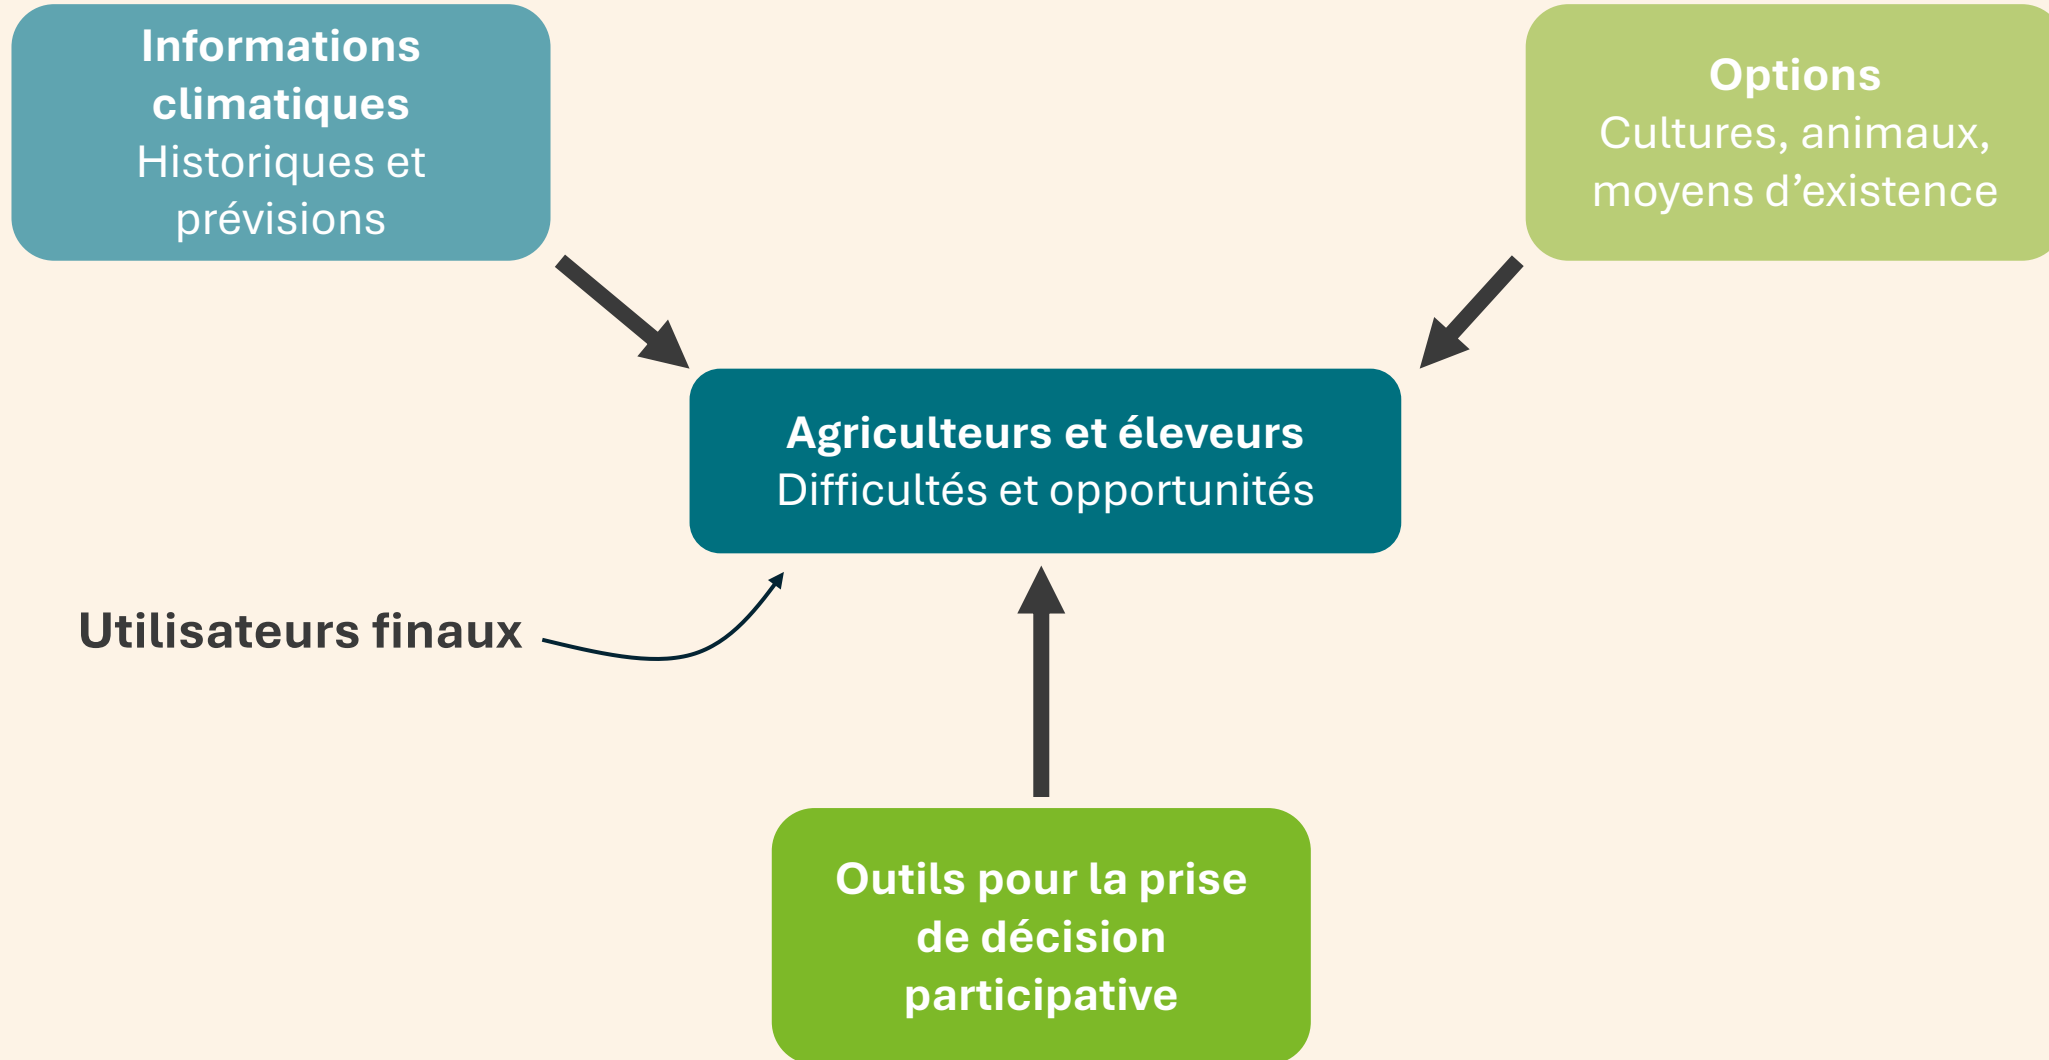 Informations
climatiques
Historiques et
prévisions
Options
Cultures, animaux,
moyens d’existence
Agriculteurs et éleveurs
Difficultés et opportunités
Utilisateurs finaux
Outils pour la prise
de décision
participative